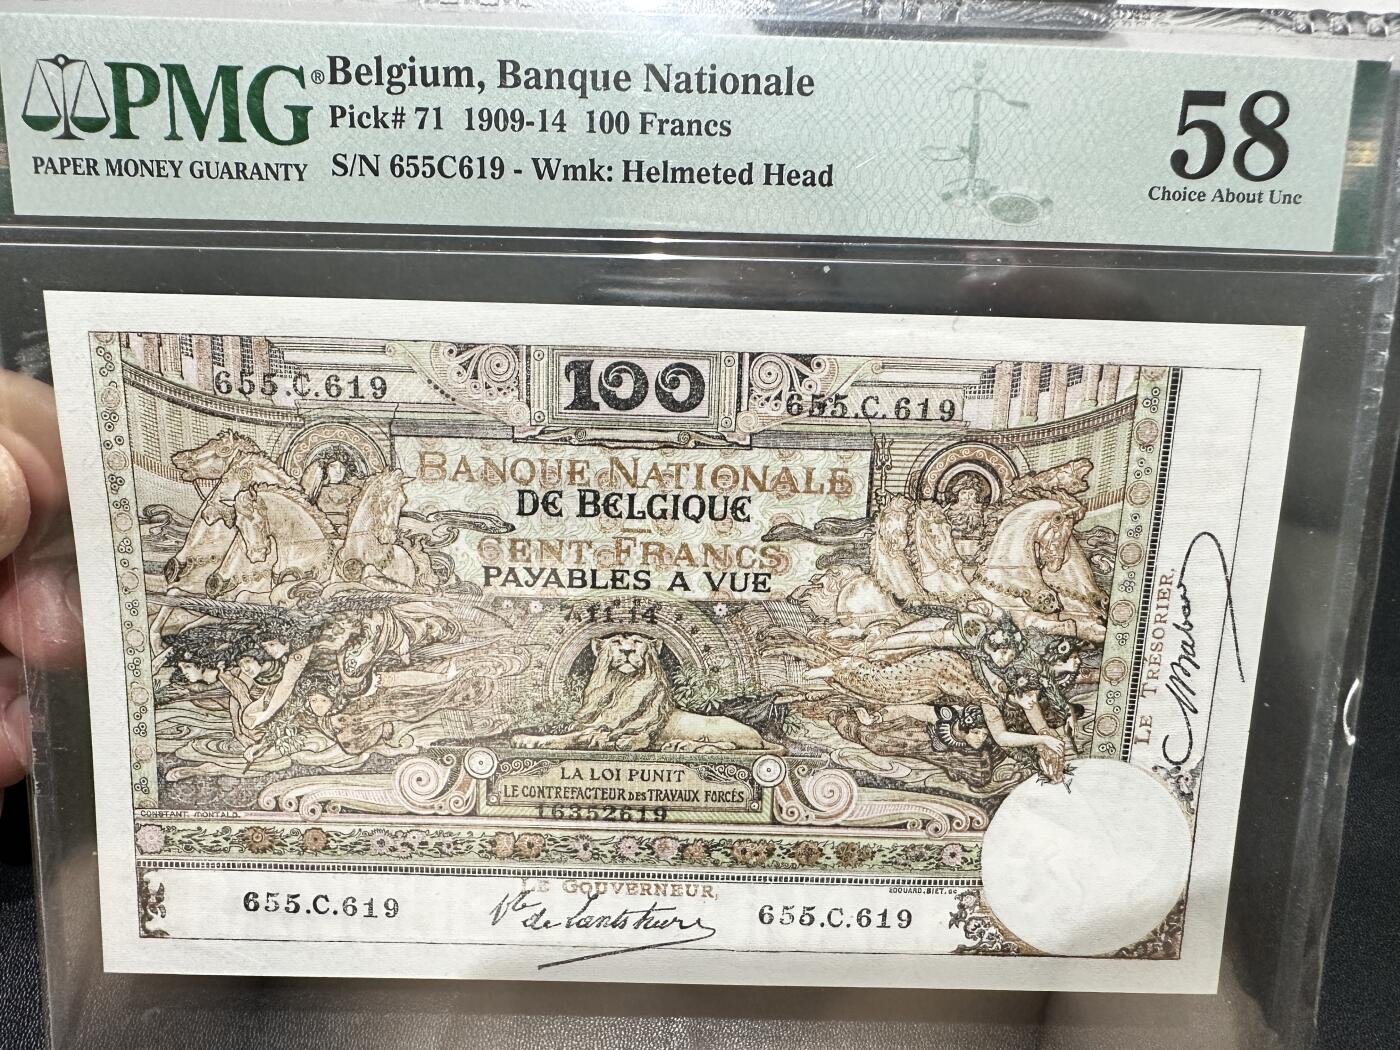 PMG®
PAPER MONEY GUARANTY
Belgium, Banque Nationale
Pick# 71 1909-14 100 Francs
S/N 655C619 - Wmk: Helmeted Head
58
Choice About Unc
655.C.619
100
655.C.619
BANQUE NATIONALE
DE BELGIQUE
CENT FRANCS
PAYABLES A VUE
11-14
LA LOI PUNIT
LE CONTREFACTEUR DES TRAVAUX FORCÉS
16352619
CONSTANT. MONTALD.
LE TRÉSORIER.
LE GOUVERNEUR,
655.C.619
655.C.619